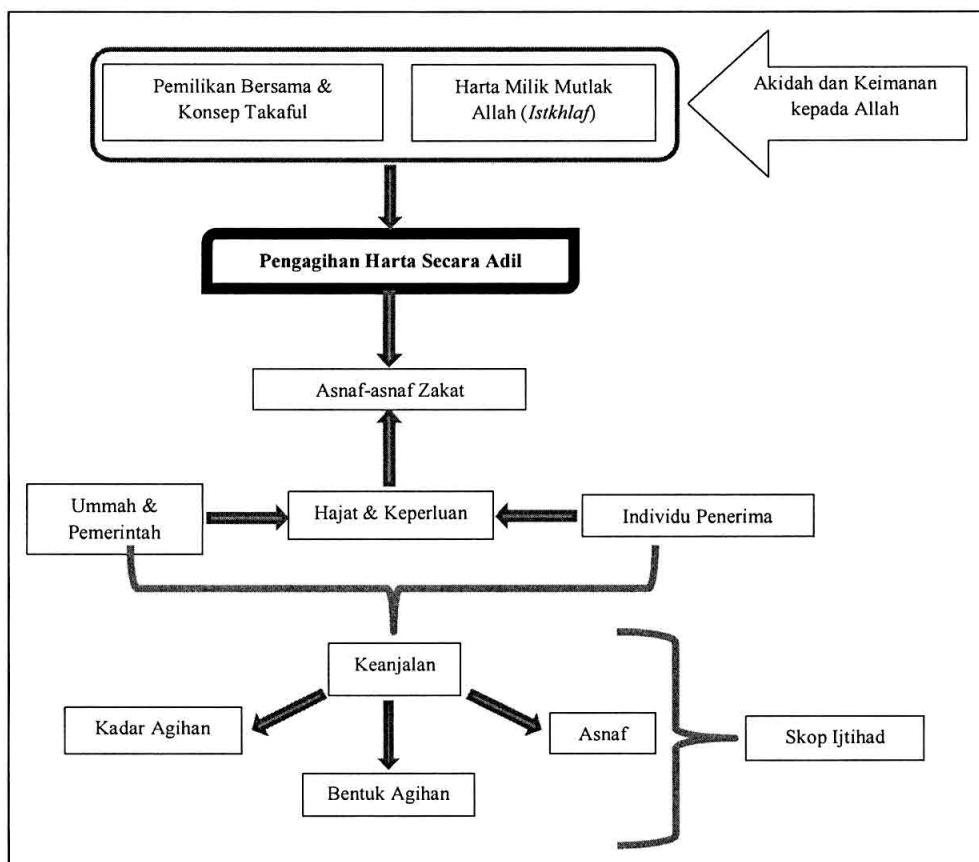 Pemilikan Bersama &
Konsep Takaful
Harta Milik Mutlak
Allah (Istkhlaf)
Akidah dan Keimanan
kepada Allah
Pengagihan Harta Secara Adil
Asnaf-asnaf Zakat
Ummah &
Pemerintah
Hajat & Keperluan
Individu Penerima
Keanjalan
Kadar Agihan
Asnaf
Skop Ijtihad
Bentuk Agihan